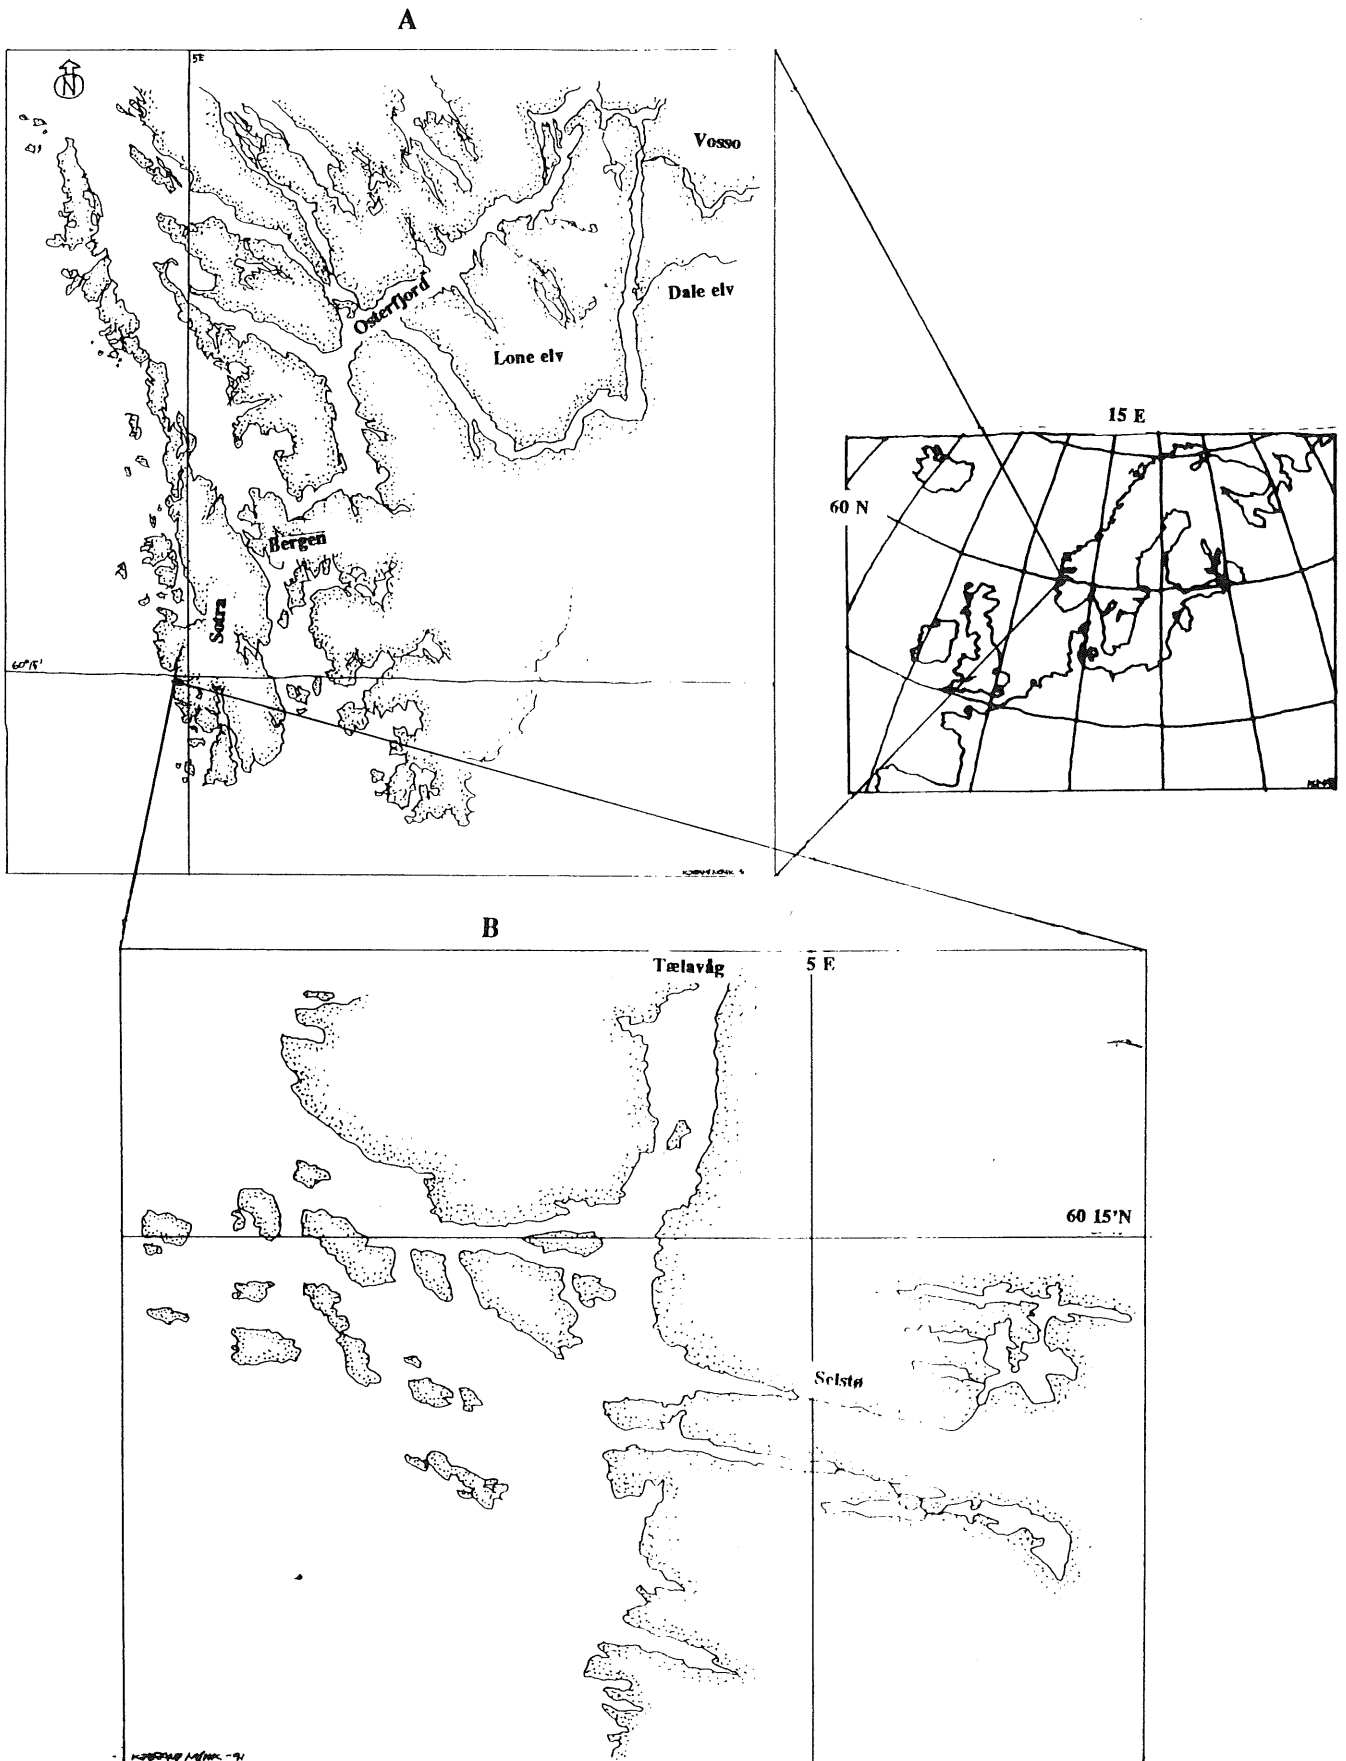 A
5E
N
Vosso
Osterfjord
Dale elv
Lone elv
15 E
60 N
Bergen
Sotra
60°15'
B
Tælavåg
5 E
60 15'N
Selstø